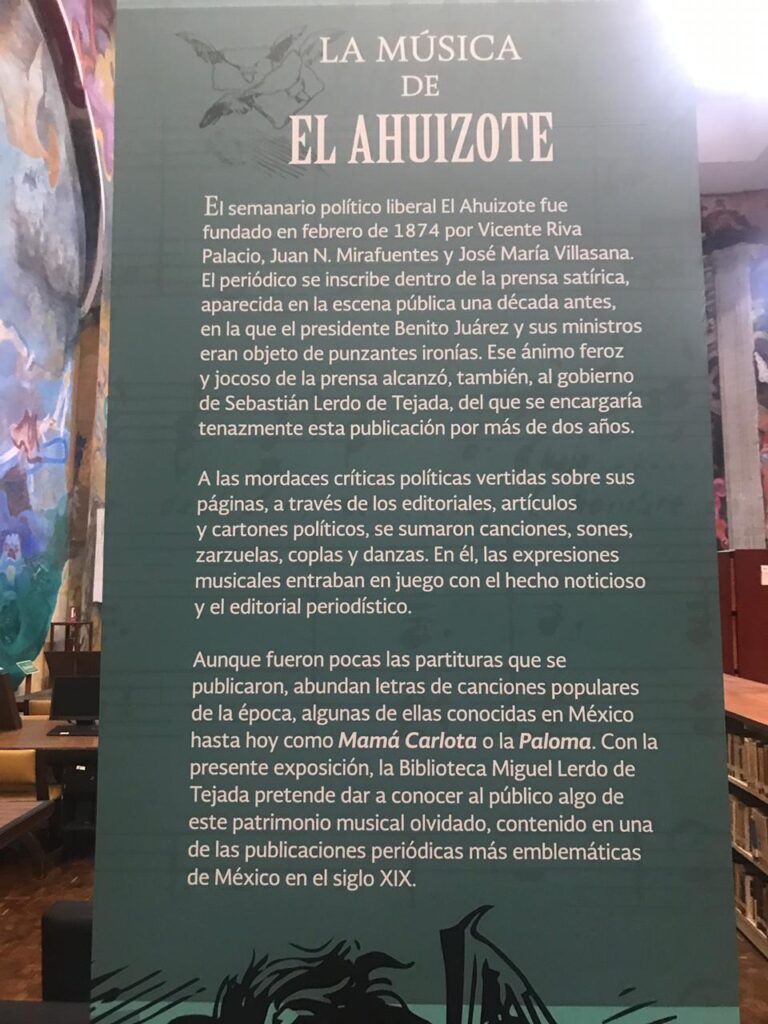 LA MÚSICA
DE
EL AHUIZOTE
El semanario político liberal El Ahuizote fue
fundado en febrero de 1874 por Vicente Riva
Palacio, Juan N. Mirafuentes y José María Villasana.
El periódico se inscribe dentro de la prensa satírica,
aparecida en la escena pública una década antes,
en la que el presidente Benito Juárez y sus ministros
eran objeto de punzantes ironías. Ese ánimo feroz
y jocoso de la prensa alcanzó, también, al gobierno
de Sebastián Lerdo de Tejada, del que se encargaría
tenazmente esta publicación por más de dos años.
A las mordaces críticas políticas vertidas sobre sus
páginas, a través de los editoriales, artículos
y cartones políticos, se sumaron canciones, sones,
zarzuelas, coplas y danzas. En él, las expresiones
musicales entraban en juego con el hecho noticioso
y el editorial periodístico.
Aunque fueron pocas las partituras que se
publicaron, abundan letras de canciones populares
de la época, algunas de ellas conocidas en México
hasta hoy como Mamá Carlota o la Paloma. Con la
presente exposición, la Biblioteca Miguel Lerdo de
Tejada pretende dar a conocer al público algo de
este patrimonio musical olvidado, contenido en una
de las publicaciones periódicas más emblemáticas
de México en el siglo XIX.